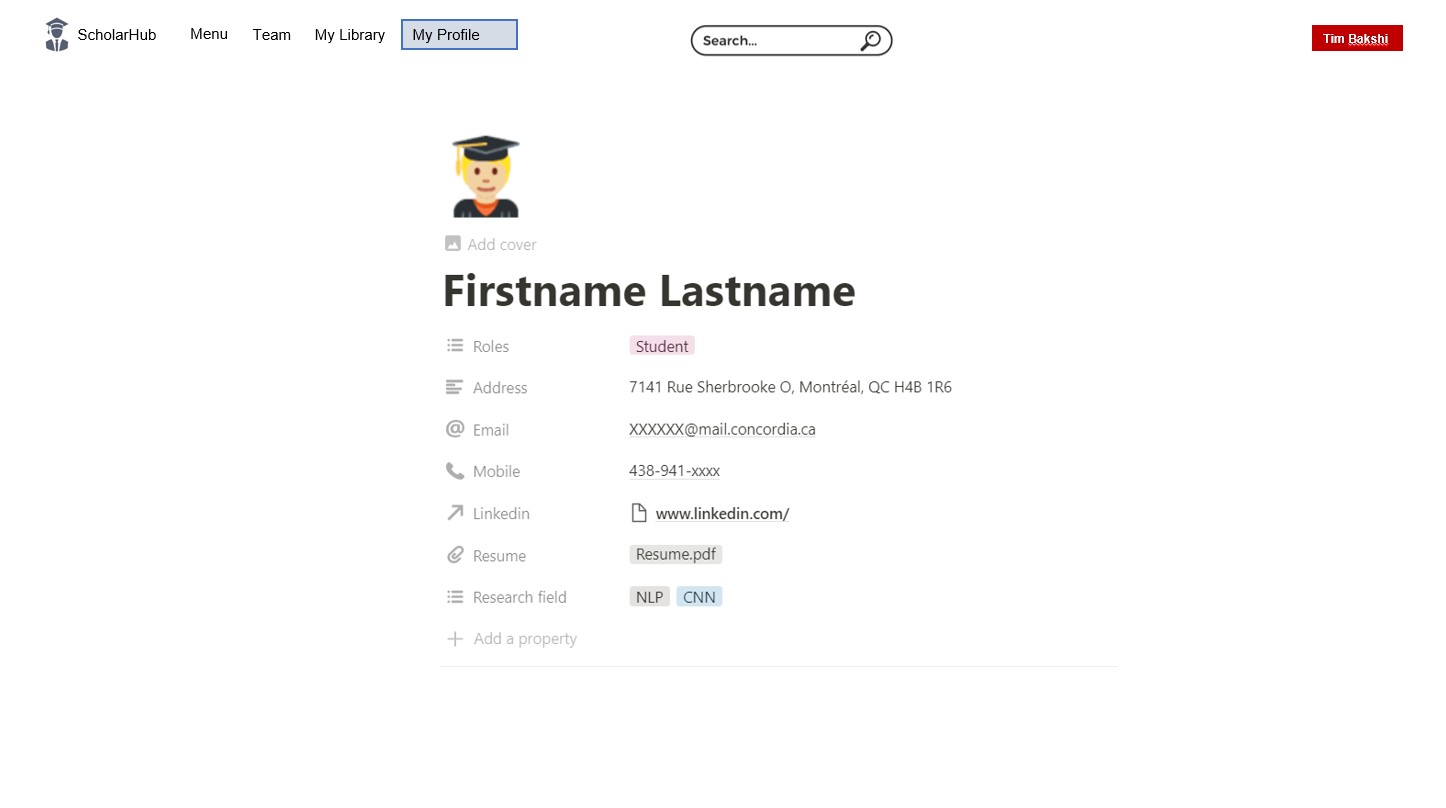 ScholarHub Menu Team My Library My Profile Search... Tim Bakshi
Add cover
Firstname Lastname
Roles Student
Address 7141 Rue Sherbrooke O, Montréal, QC H4B 1R6
Email XXXXXX@mail.concordia.ca
Mobile 438-941-xxxx
Linkedin www.linkedin.com/
Resume Resume.pdf
Research field NLP CNN
Add a property